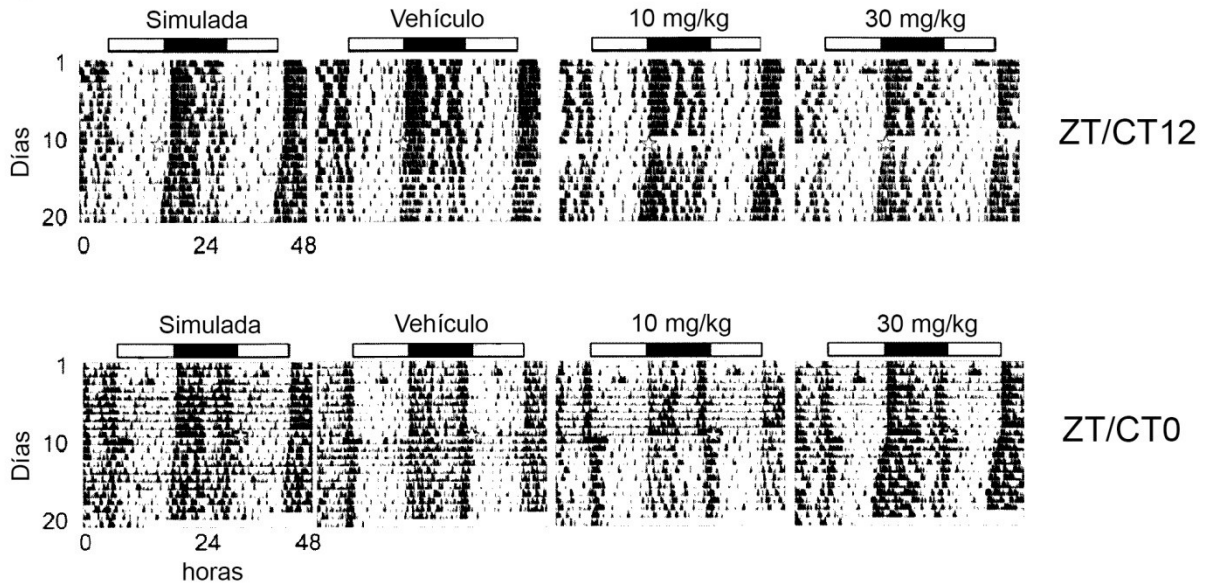 Simulada Vehículo 10 mg/kg 30 mg/kg
1
Días
10
20
ZT/CT12
0 24 48
Simulada Vehículo 10 mg/kg 30 mg/kg
1
Días
10
20
ZT/CT0
0 24 48
horas